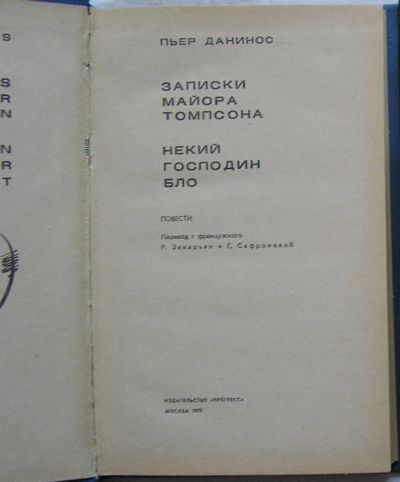 S
S
R
N
N
R
T
ПЬЕР ДАНИНОС
ЗАПИСКИ
МАЙОРА
ТОМПСОНА
НЕКИЙ
ГОСПОДИН
БЛО
ПОВЕСТИ
Перевод с французского
Р. Закарьян и Г. Сафроновой
ИЗДАТЕЛЬСТВО «ПРОГРЕСС»
МОСКВА